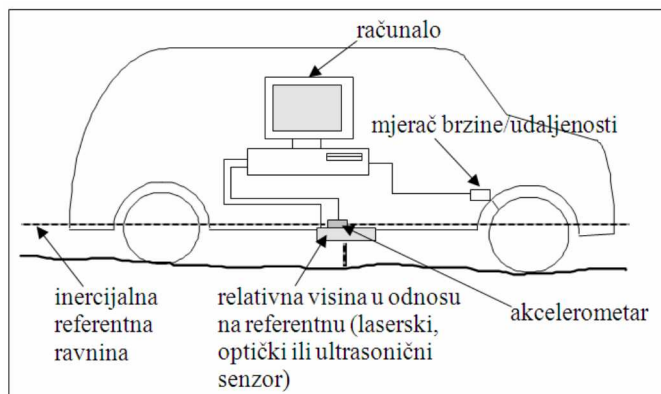 računalo
mjerač brzine/udaljenosti
inercijalna
referentna
ravnina
relativna visina u odnosu
na referentnu (laserski,
optički ili ultrasonični
senzor)
akcelerometar